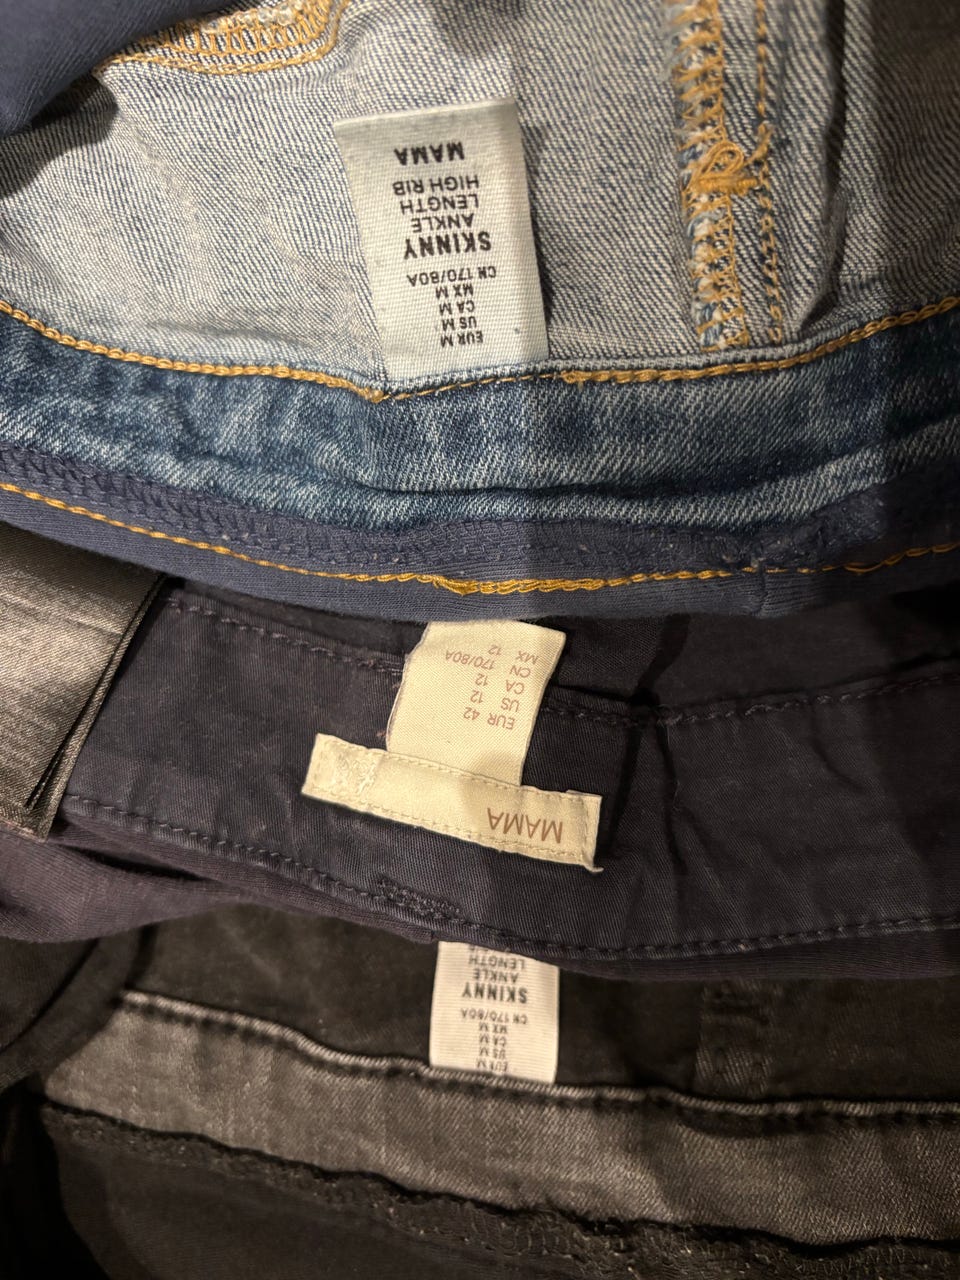 EUR M
US M
CA M
MX M
CN 170/80A
SKINNY
ANKLE
LENGTH
HIGH RIB
MAMA
MAMA
EUR 42
US 12
CA 12
CN 170/80A
MX 12
EUR M
US M
CA M
MX M
CN 170/80A
SKINNY
ANKLE
LENGTH